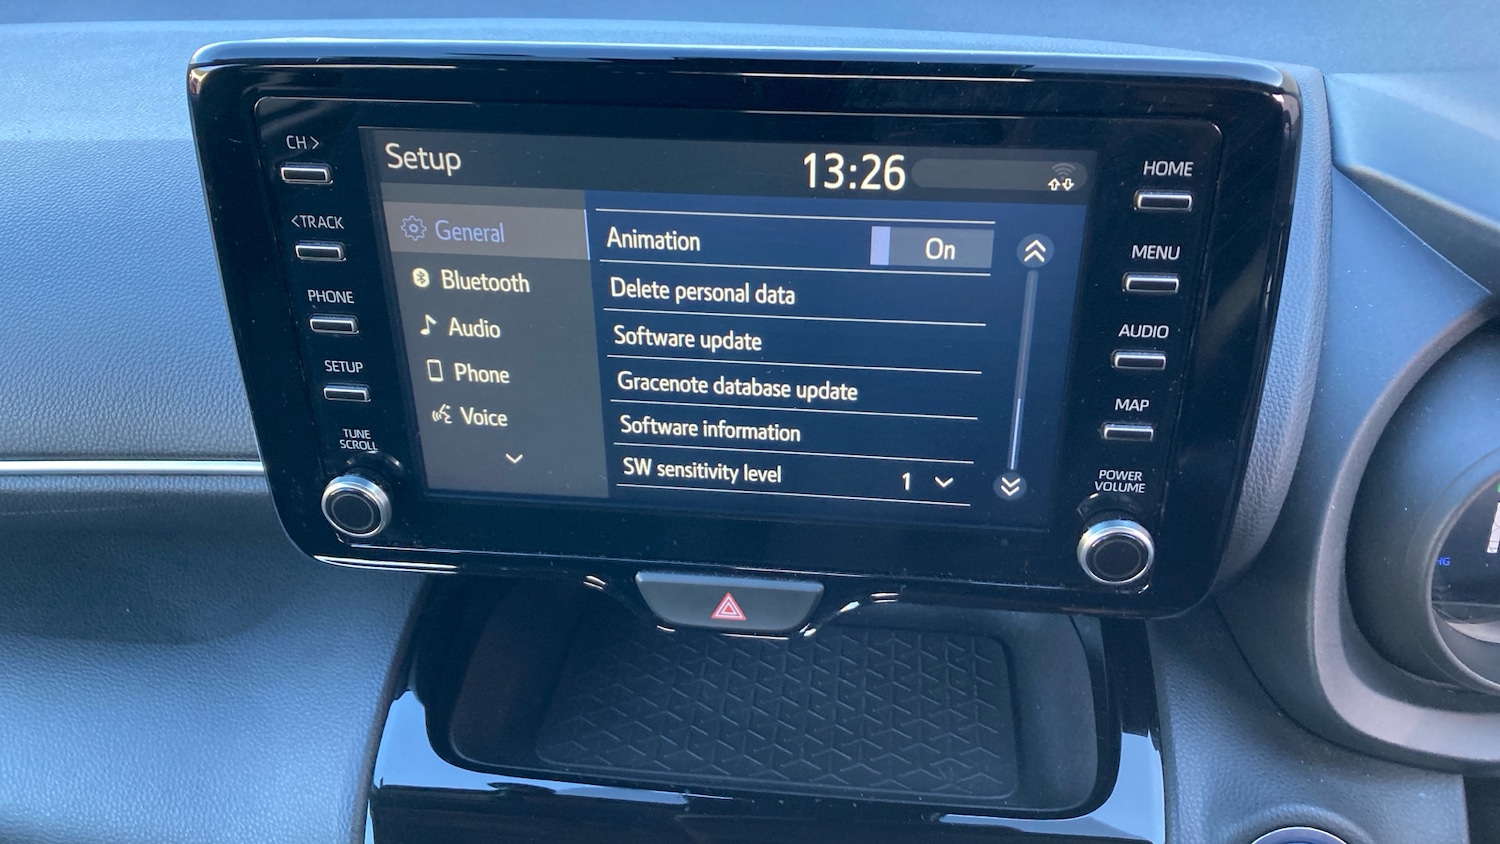 CH >
<TRACK
PHONE
SETUP
TUNE
SCROLL
Setup
13:26
General
Bluetooth
Audio
Phone
Voice
Animation On
Delete personal data
Software update
Gracenote database update
Software information
SW sensitivity level 1
HOME
MENU
AUDIO
MAP
POWER
VOLUME